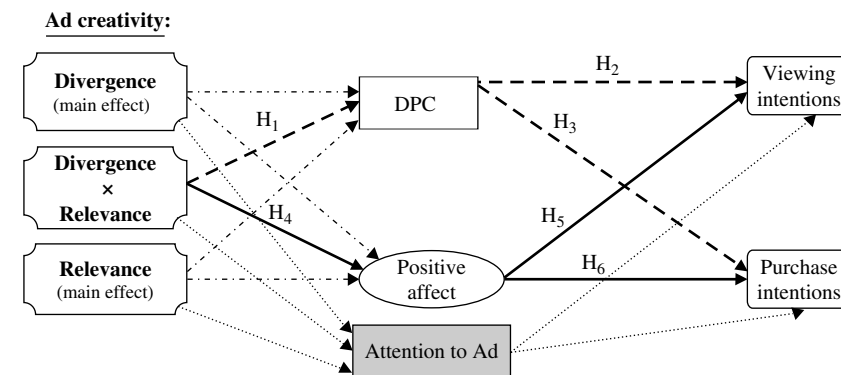 Ad creativity:
Divergence
(main effect)
Divergence
×
Relevance
Relevance
(main effect)
DPC
Positive
affect
Attention to Ad
Viewing
intentions
Purchase
intentions
H1
H2
H3
H4
H5
H6